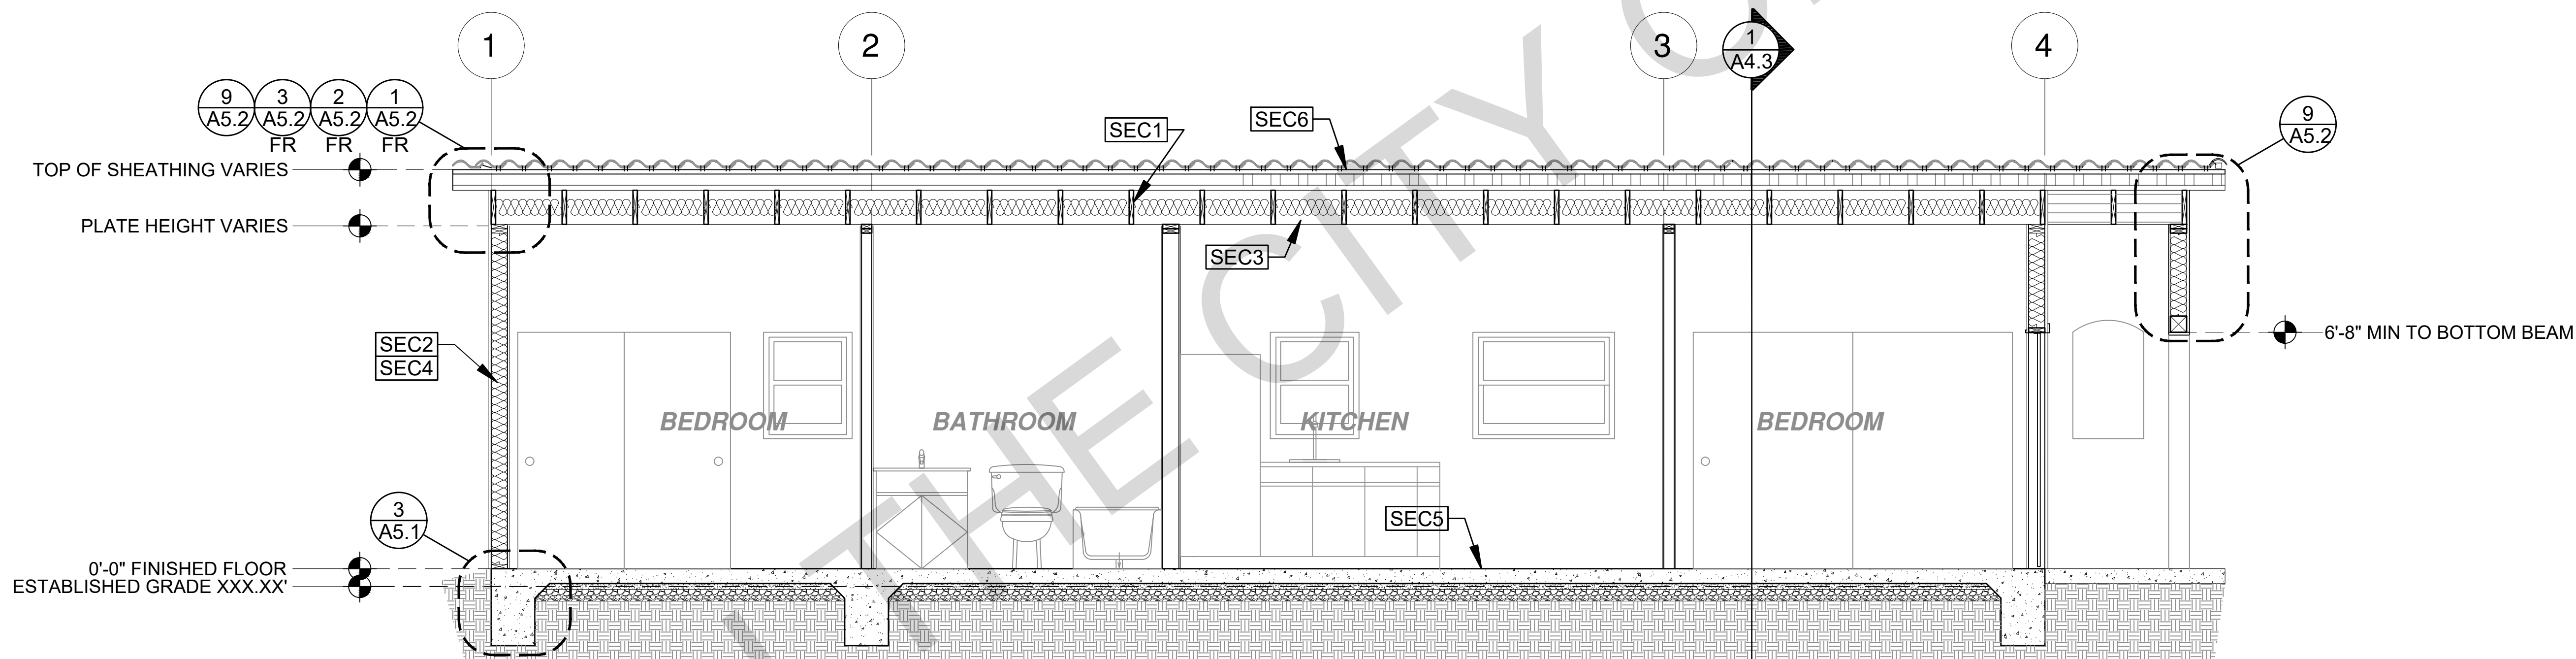 1
2
3
1
A4.3
4
9
A5.2
3
A5.2
FR
2
A5.2
FR
1
A5.2
FR
SEC1
SEC6
9
A5.2
TOP OF SHEATHING VARIES
PLATE HEIGHT VARIES
SEC3
SEC2
SEC4
6'-8" MIN TO BOTTOM BEAM
BEDROOM
BATHROOM
KITCHEN
BEDROOM
3
A5.1
SEC5
0'-0" FINISHED FLOOR
ESTABLISHED GRADE XXX.XX'
THE CITY